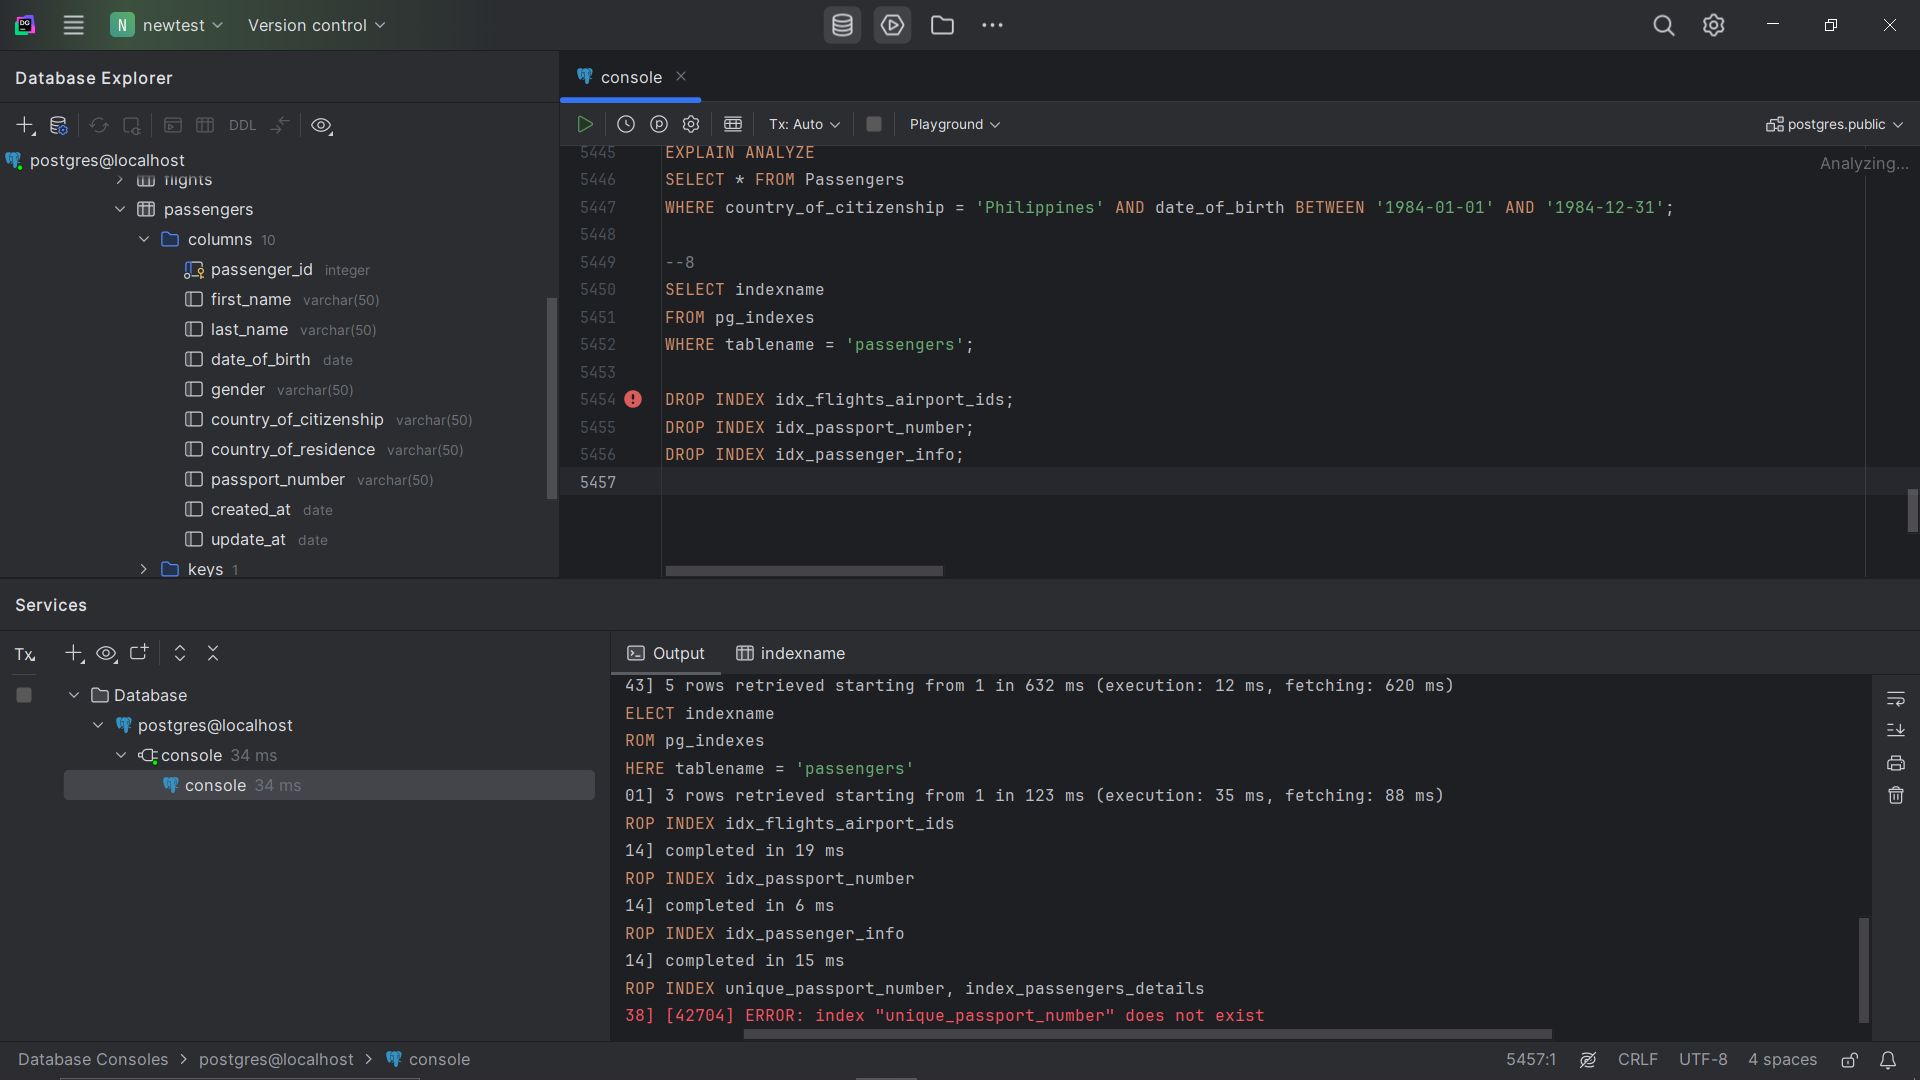 N newtest
Version control
Database Explorer
console
DDL
Tx: Auto
Playground
postgres.public
postgres@localhost
flights
passengers
columns 10
passenger_id integer
first_name varchar(50)
last_name varchar(50)
date_of_birth date
gender varchar(50)
country_of_citizenship varchar(50)
country_of_residence varchar(50)
passport_number varchar(50)
created_at date
update_at date
keys 1
Analyzing...
5445 EXPLAIN ANALYZE
5446 SELECT * FROM Passengers
5447 WHERE country_of_citizenship = 'Philippines' AND date_of_birth BETWEEN '1984-01-01' AND '1984-12-31';
5448
5449 --8
5450 SELECT indexname
5451 FROM pg_indexes
5452 WHERE tablename = 'passengers';
5453
5454 DROP INDEX idx_flights_airport_ids;
5455 DROP INDEX idx_passport_number;
5456 DROP INDEX idx_passenger_info;
5457
Services
Tx
Database
postgres@localhost
console 34 ms
console 34 ms
Output
indexname
43] 5 rows retrieved starting from 1 in 632 ms (execution: 12 ms, fetching: 620 ms)
ELECT indexname
ROM pg_indexes
HERE tablename = 'passengers'
01] 3 rows retrieved starting from 1 in 123 ms (execution: 35 ms, fetching: 88 ms)
ROP INDEX idx_flights_airport_ids
14] completed in 19 ms
ROP INDEX idx_passport_number
14] completed in 6 ms
ROP INDEX idx_passenger_info
14] completed in 15 ms
ROP INDEX unique_passport_number, index_passengers_details
38] [42704] ERROR: index "unique_passport_number" does not exist
Database Consoles > postgres@localhost > console
5457:1
CRLF
UTF-8
4 spaces